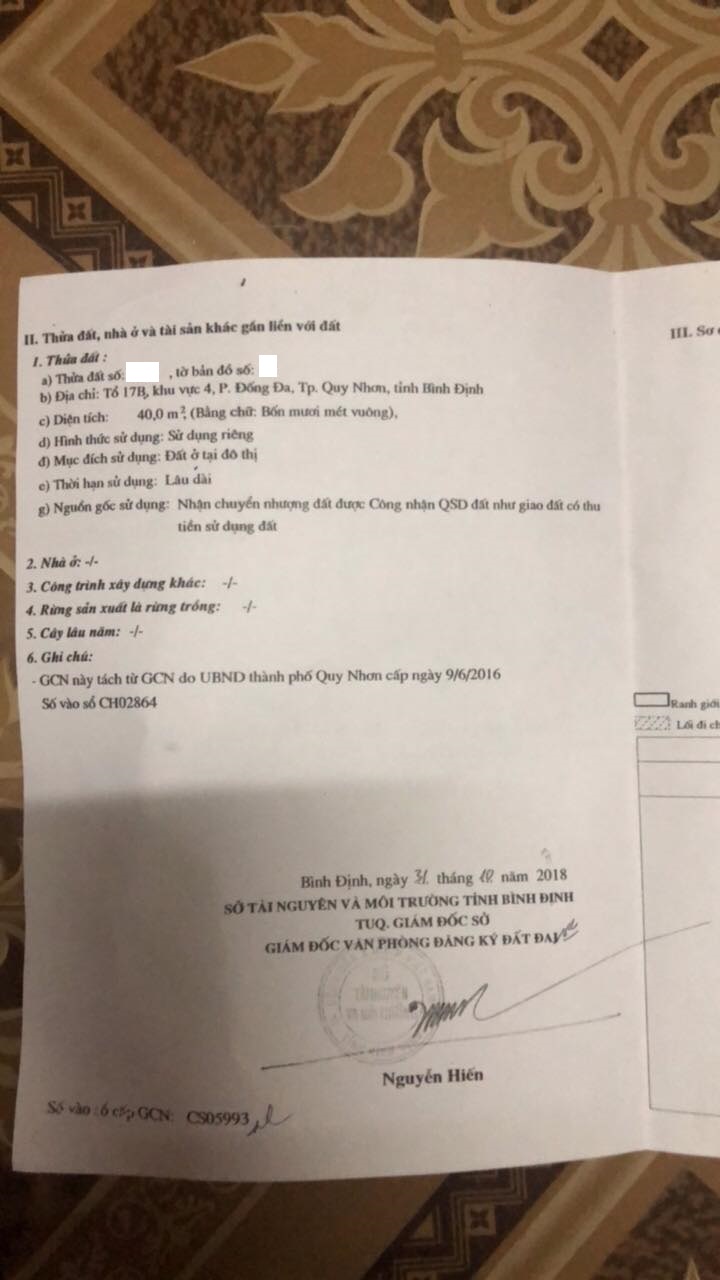 II. Thửa đất, nhà ở và tài sản khác gắn liền với đất
1. Thửa đất :
a) Thửa đất số: , tờ bản đồ số:
b) Địa chỉ: Tổ 17B, khu vực 4, P. Đống Đa, Tp. Quy Nhơn, tỉnh Bình Định
c) Diện tích: 40,0 m², (Bằng chữ: Bốn mươi mét vuông),
d) Hình thức sử dụng: Sử dụng riêng
đ) Mục đích sử dụng: Đất ở tại đô thị
e) Thời hạn sử dụng: Lâu dài
g) Nguồn gốc sử dụng: Nhận chuyển nhượng đất được Công nhận QSD đất như giao đất có thu
tiền sử dụng đất
2. Nhà ở: -/-
3. Công trình xây dựng khác: -/-
4. Rừng sản xuất là rừng trồng: -/-
5. Cây lâu năm: -/-
6. Ghi chú:
- GCN này tách từ GCN do UBND thành phố Quy Nhơn cấp ngày 9/6/2016
Số vào sổ CH02864
Bình Định, ngày 31 tháng 10 năm 2018
SỞ TÀI NGUYÊN VÀ MÔI TRƯỜNG TỈNH BÌNH ĐỊNH
TUQ. GIÁM ĐỐC SỞ
GIÁM ĐỐC VĂN PHÒNG ĐĂNG KÝ ĐẤT ĐAI
SỞ
TÀI NGUYÊN
VÀ MÔI TRƯỜNG
Nguyễn Hiến
Số vào sổ cấp GCN: CS05993
III. Sơ
Ranh giới
Lối đi ch